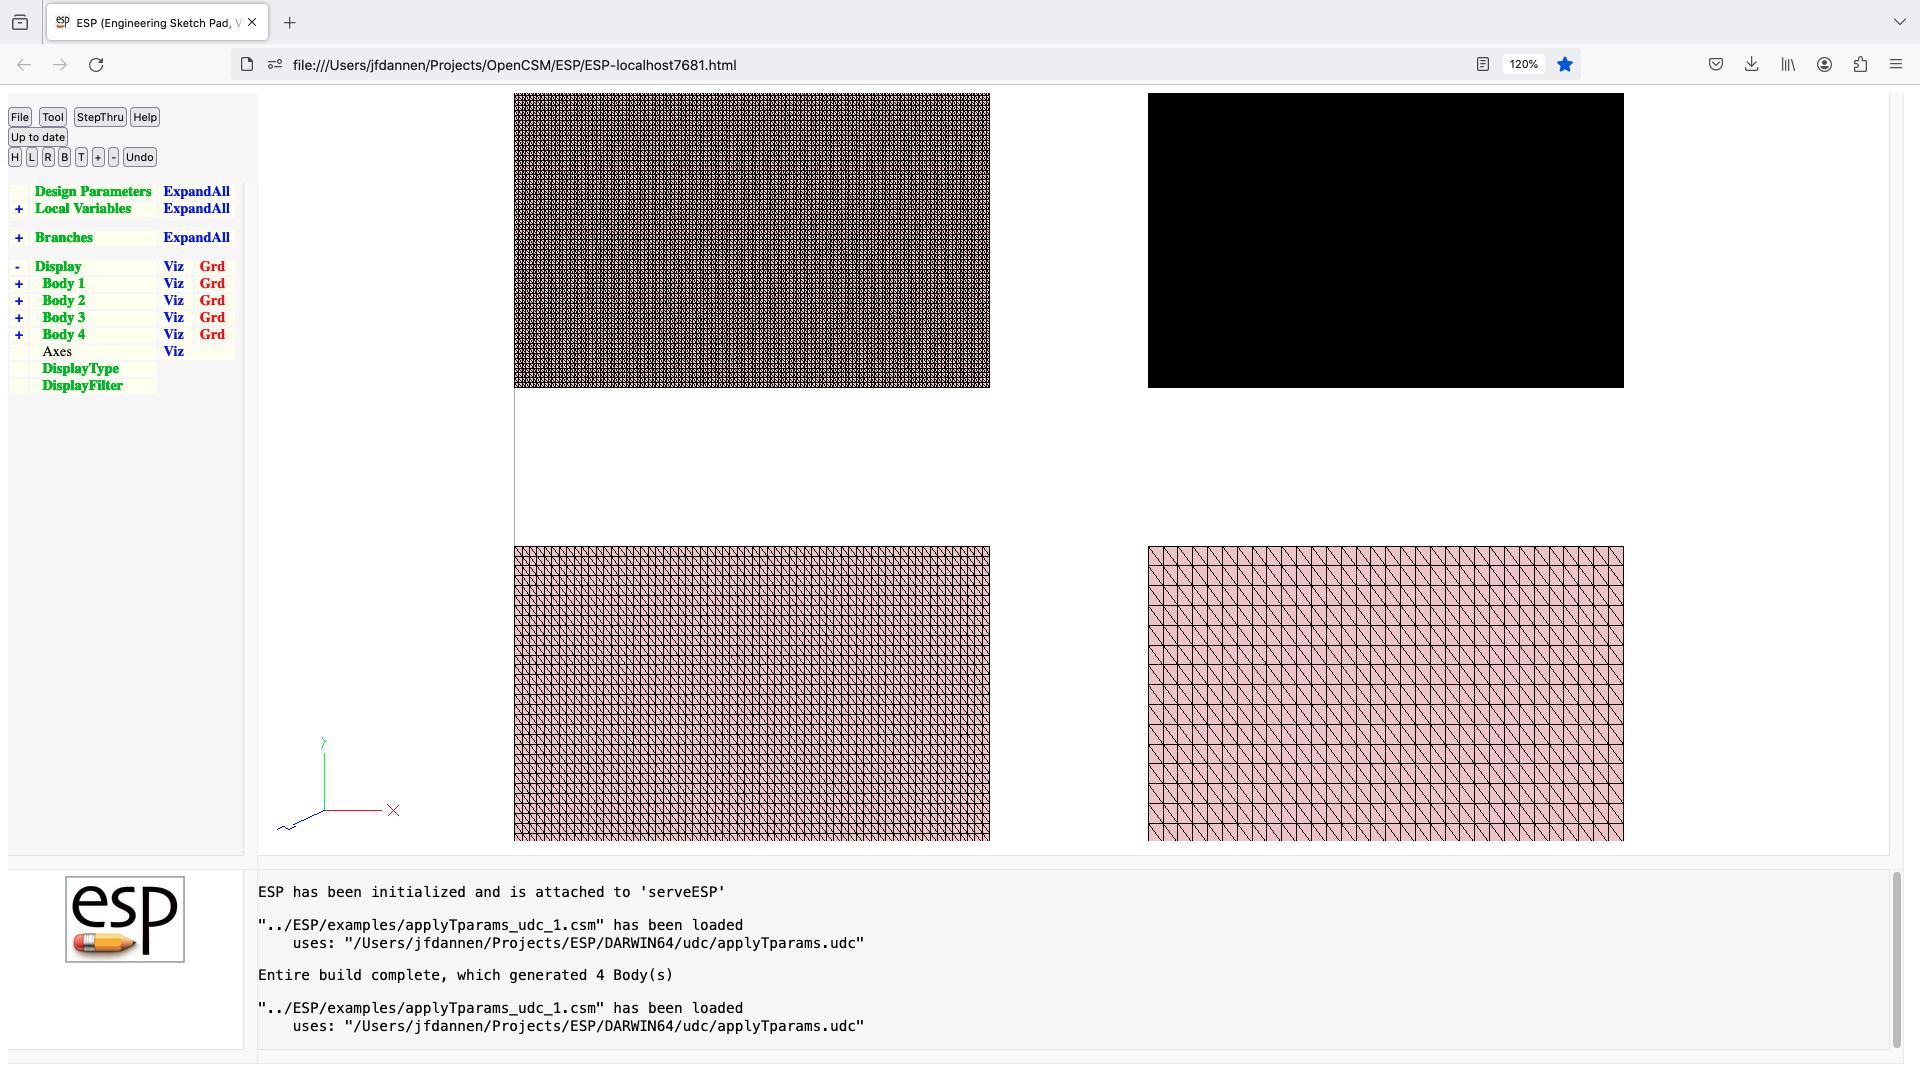 ESP (Engineering Sketch Pad, V
file:///Users/jfdannen/Projects/OpenCSM/ESP/ESP-localhost7681.html
120%
File Tool StepThru Help
Up to date
H L R B T + - Undo
Design Parameters ExpandAll
+ Local Variables ExpandAll
+ Branches ExpandAll
- Display Viz Grd
+ Body 1 Viz Grd
+ Body 2 Viz Grd
+ Body 3 Viz Grd
+ Body 4 Viz Grd
Axes Viz
DisplayType
DisplayFilter
Y
X
Z
esp
ESP has been initialized and is attached to 'serveESP'
"../ESP/examples/applyTparams_udc_1.csm" has been loaded
uses: "/Users/jfdannen/Projects/ESP/DARWIN64/udc/applyTparams.udc"
Entire build complete, which generated 4 Body(s)
"../ESP/examples/applyTparams_udc_1.csm" has been loaded
uses: "/Users/jfdannen/Projects/ESP/DARWIN64/udc/applyTparams.udc"